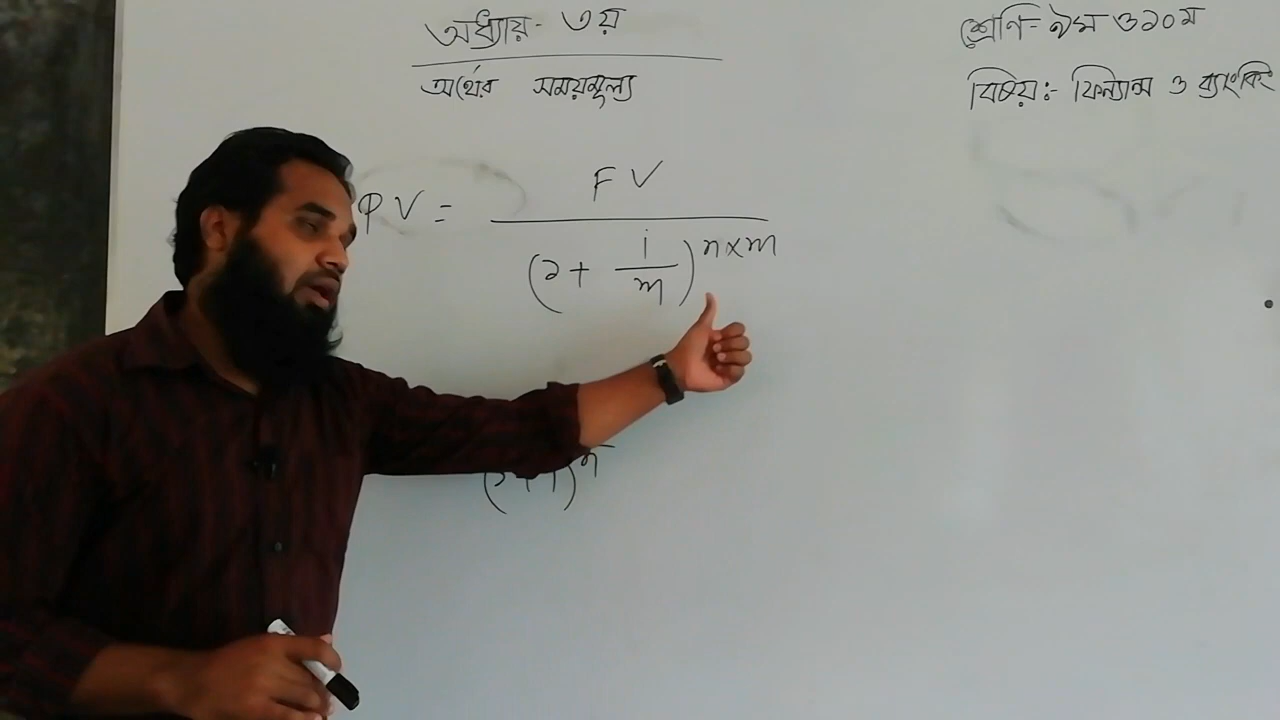 অধ্যায়- ৩য়
অর্থের সময়মূল্য
শ্রেণি- ৯ম ও ১০ম
বিষয়:- ফিন্যান্স ও ব্যাংকিং
PV = FV / (১ + i/m)^n×m
(১ + i)^n